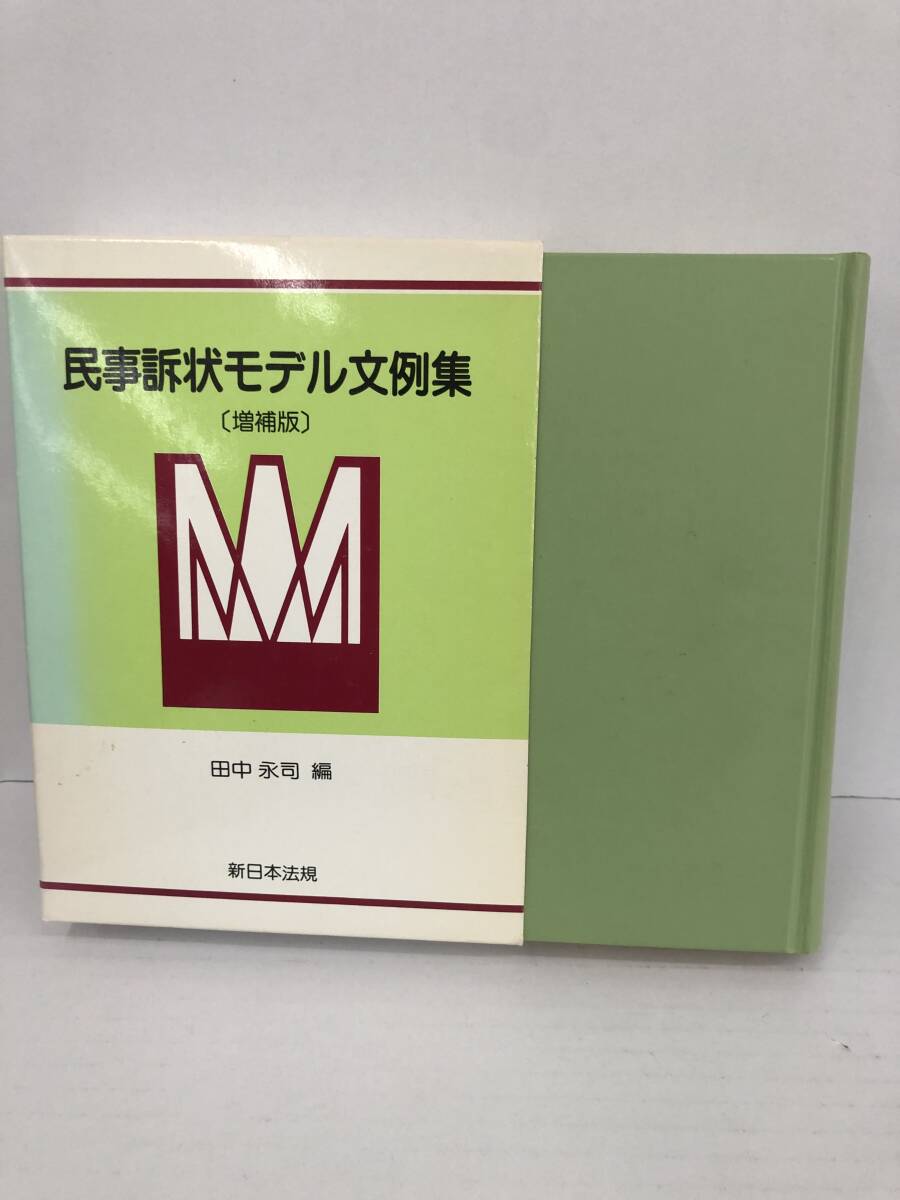 民事訴状モデル文例集
〔増補版〕
田中 永司 編
新日本法規